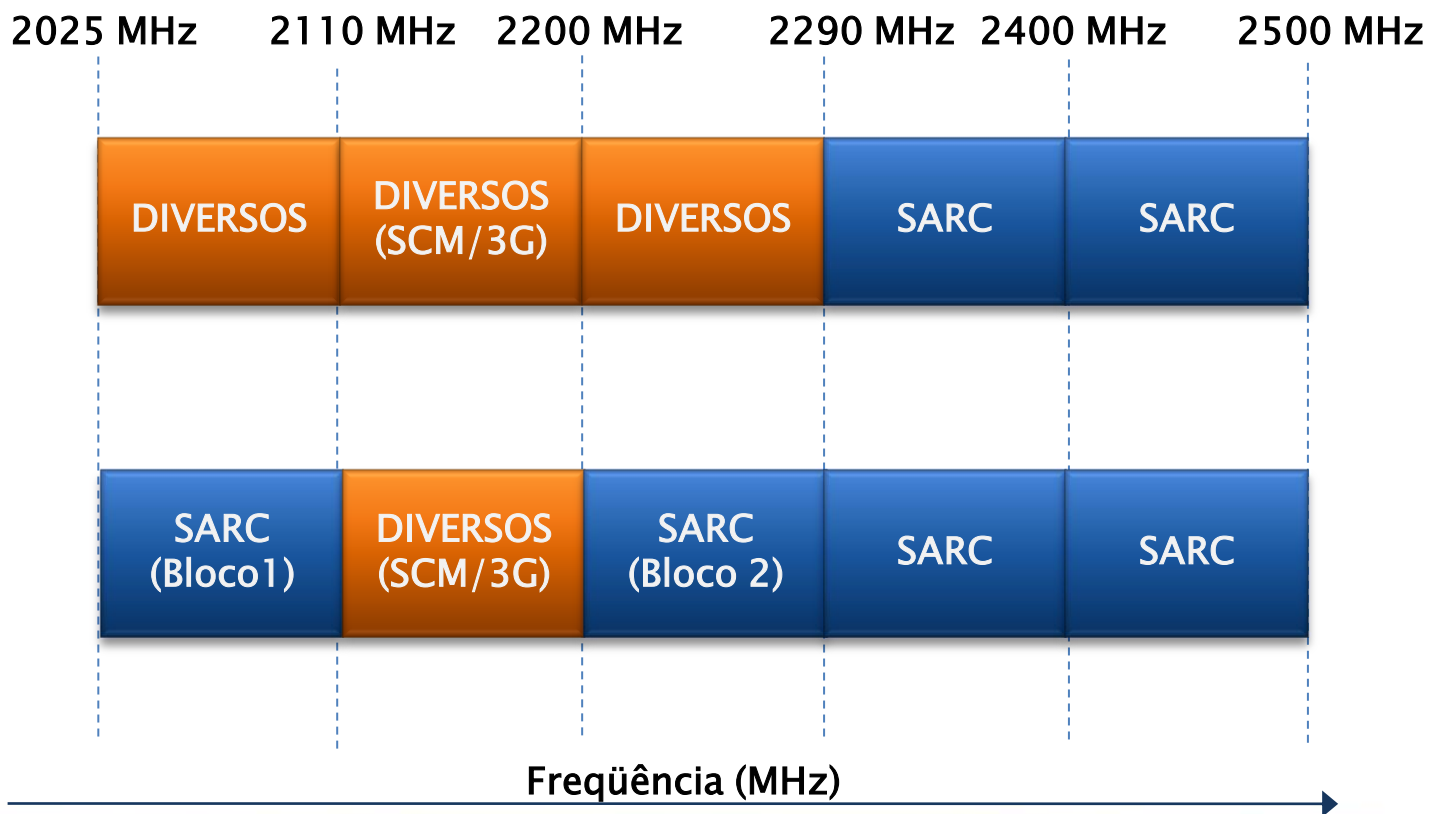 2025 MHz 2110 MHz 2200 MHz 2290 MHz 2400 MHz 2500 MHz
DIVERSOS
DIVERSOS
(SCM/3G)
DIVERSOS
SARC
SARC
SARC
(Bloco1)
DIVERSOS
(SCM/3G)
SARC
(Bloco 2)
SARC
SARC
Freqüência (MHz)